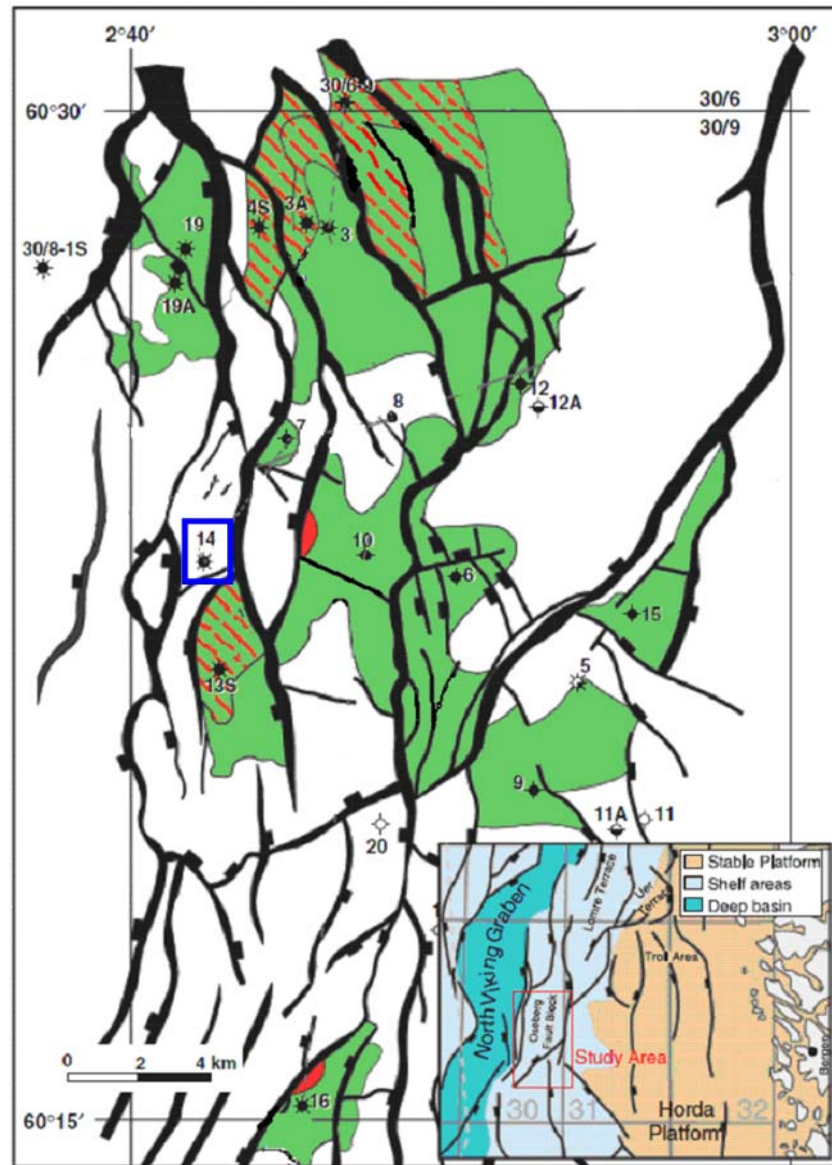 2°40′
3°00′
30/6-9
60°30′
30/6
30/9
4S
3A
3
19
30/8-1S
19A
12
12A
8
7
14
10
6
15
5
13S
9
11A
11
20
Stable Platform
Shelf areas
Deep basin
Lomre Terrace
Uer Terrace
Troll Area
North Viking Graben
Oseberg Fault Block
Study Area
Bergen
30
31
32
Horda
Platform
0
2
4 km
16
60°15′